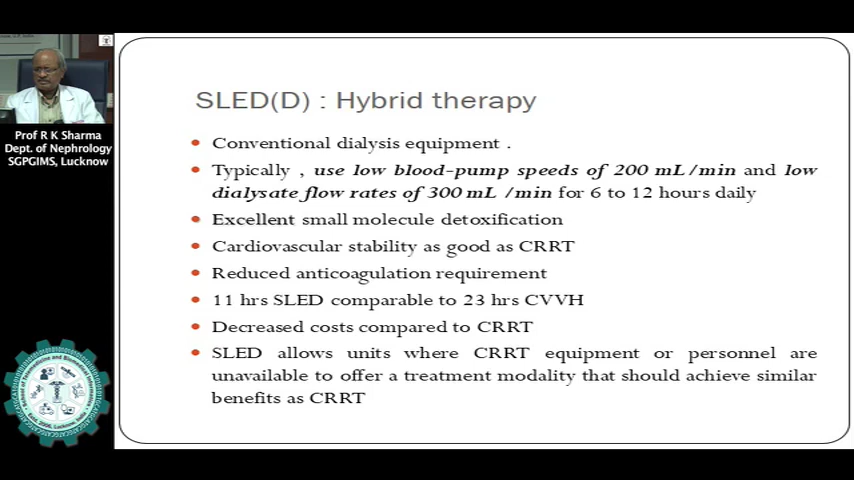 SLED(D) : Hybrid therapy
Conventional dialysis equipment .
Typically , use low blood-pump speeds of 200 mL/min and low
dialysate flow rates of 300 mL /min for 6 to 12 hours daily
Excellent small molecule detoxification
Cardiovascular stability as good as CRRT
Reduced anticoagulation requirement
11 hrs SLED comparable to 23 hrs CVVH
Decreased costs compared to CRRT
SLED allows units where CRRT equipment or personnel are
unavailable to offer a treatment modality that should achieve similar
benefits as CRRT
Prof R K Sharma
Dept. of Nephrology
SGPGIMS, Lucknow